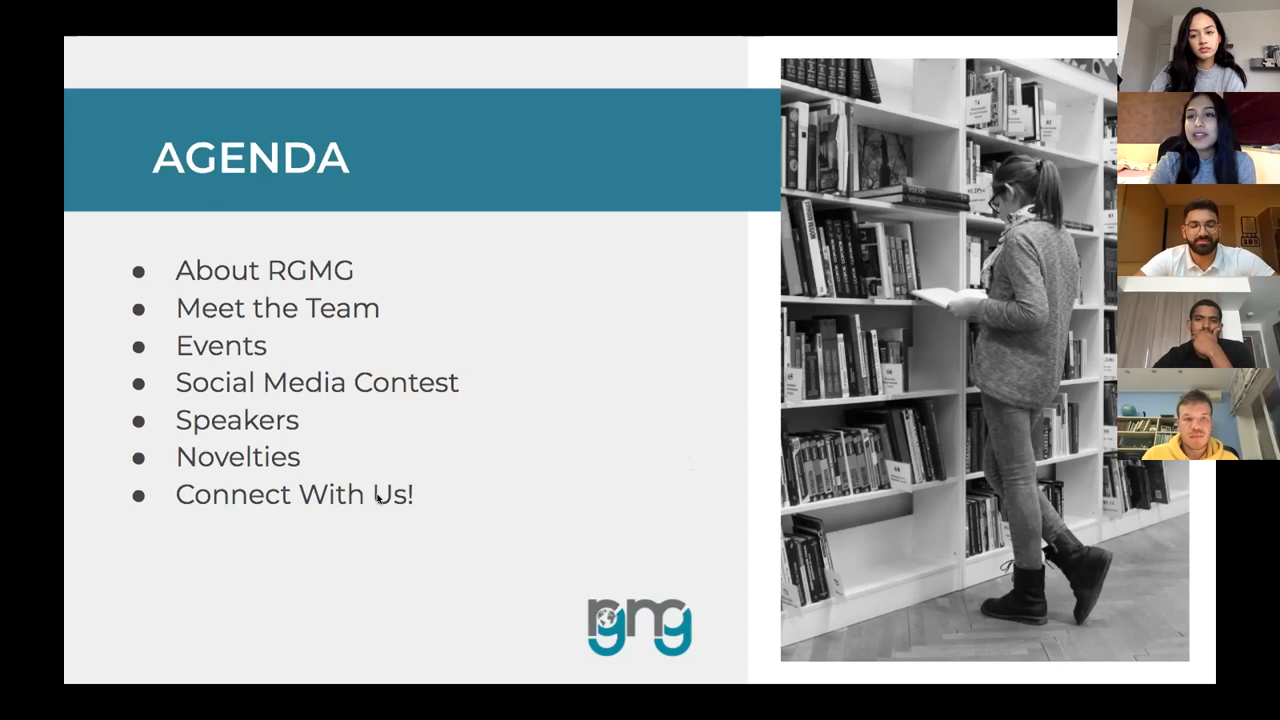 AGENDA
● About RGMG
● Meet the Team
● Events
● Social Media Contest
● Speakers
● Novelties
● Connect With Us!
rgmg